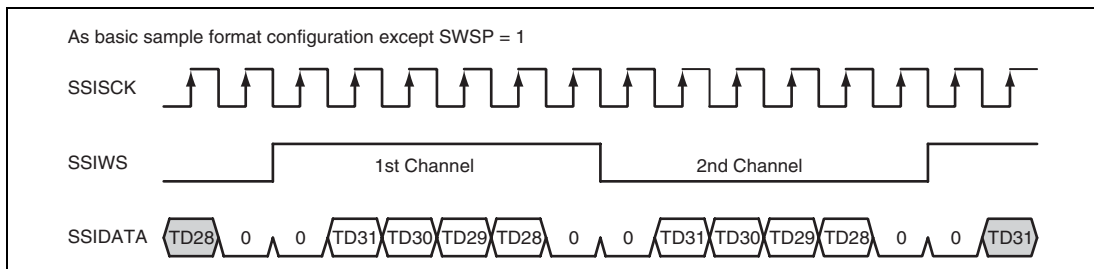 As basic sample format configuration except SWSP = 1
SSISCK
SSIWS 1st Channel 2nd Channel
SSIDATA TD28 0 0 TD31 TD30 TD29 TD28 0 0 TD31 TD30 TD29 TD28 0 0 TD31